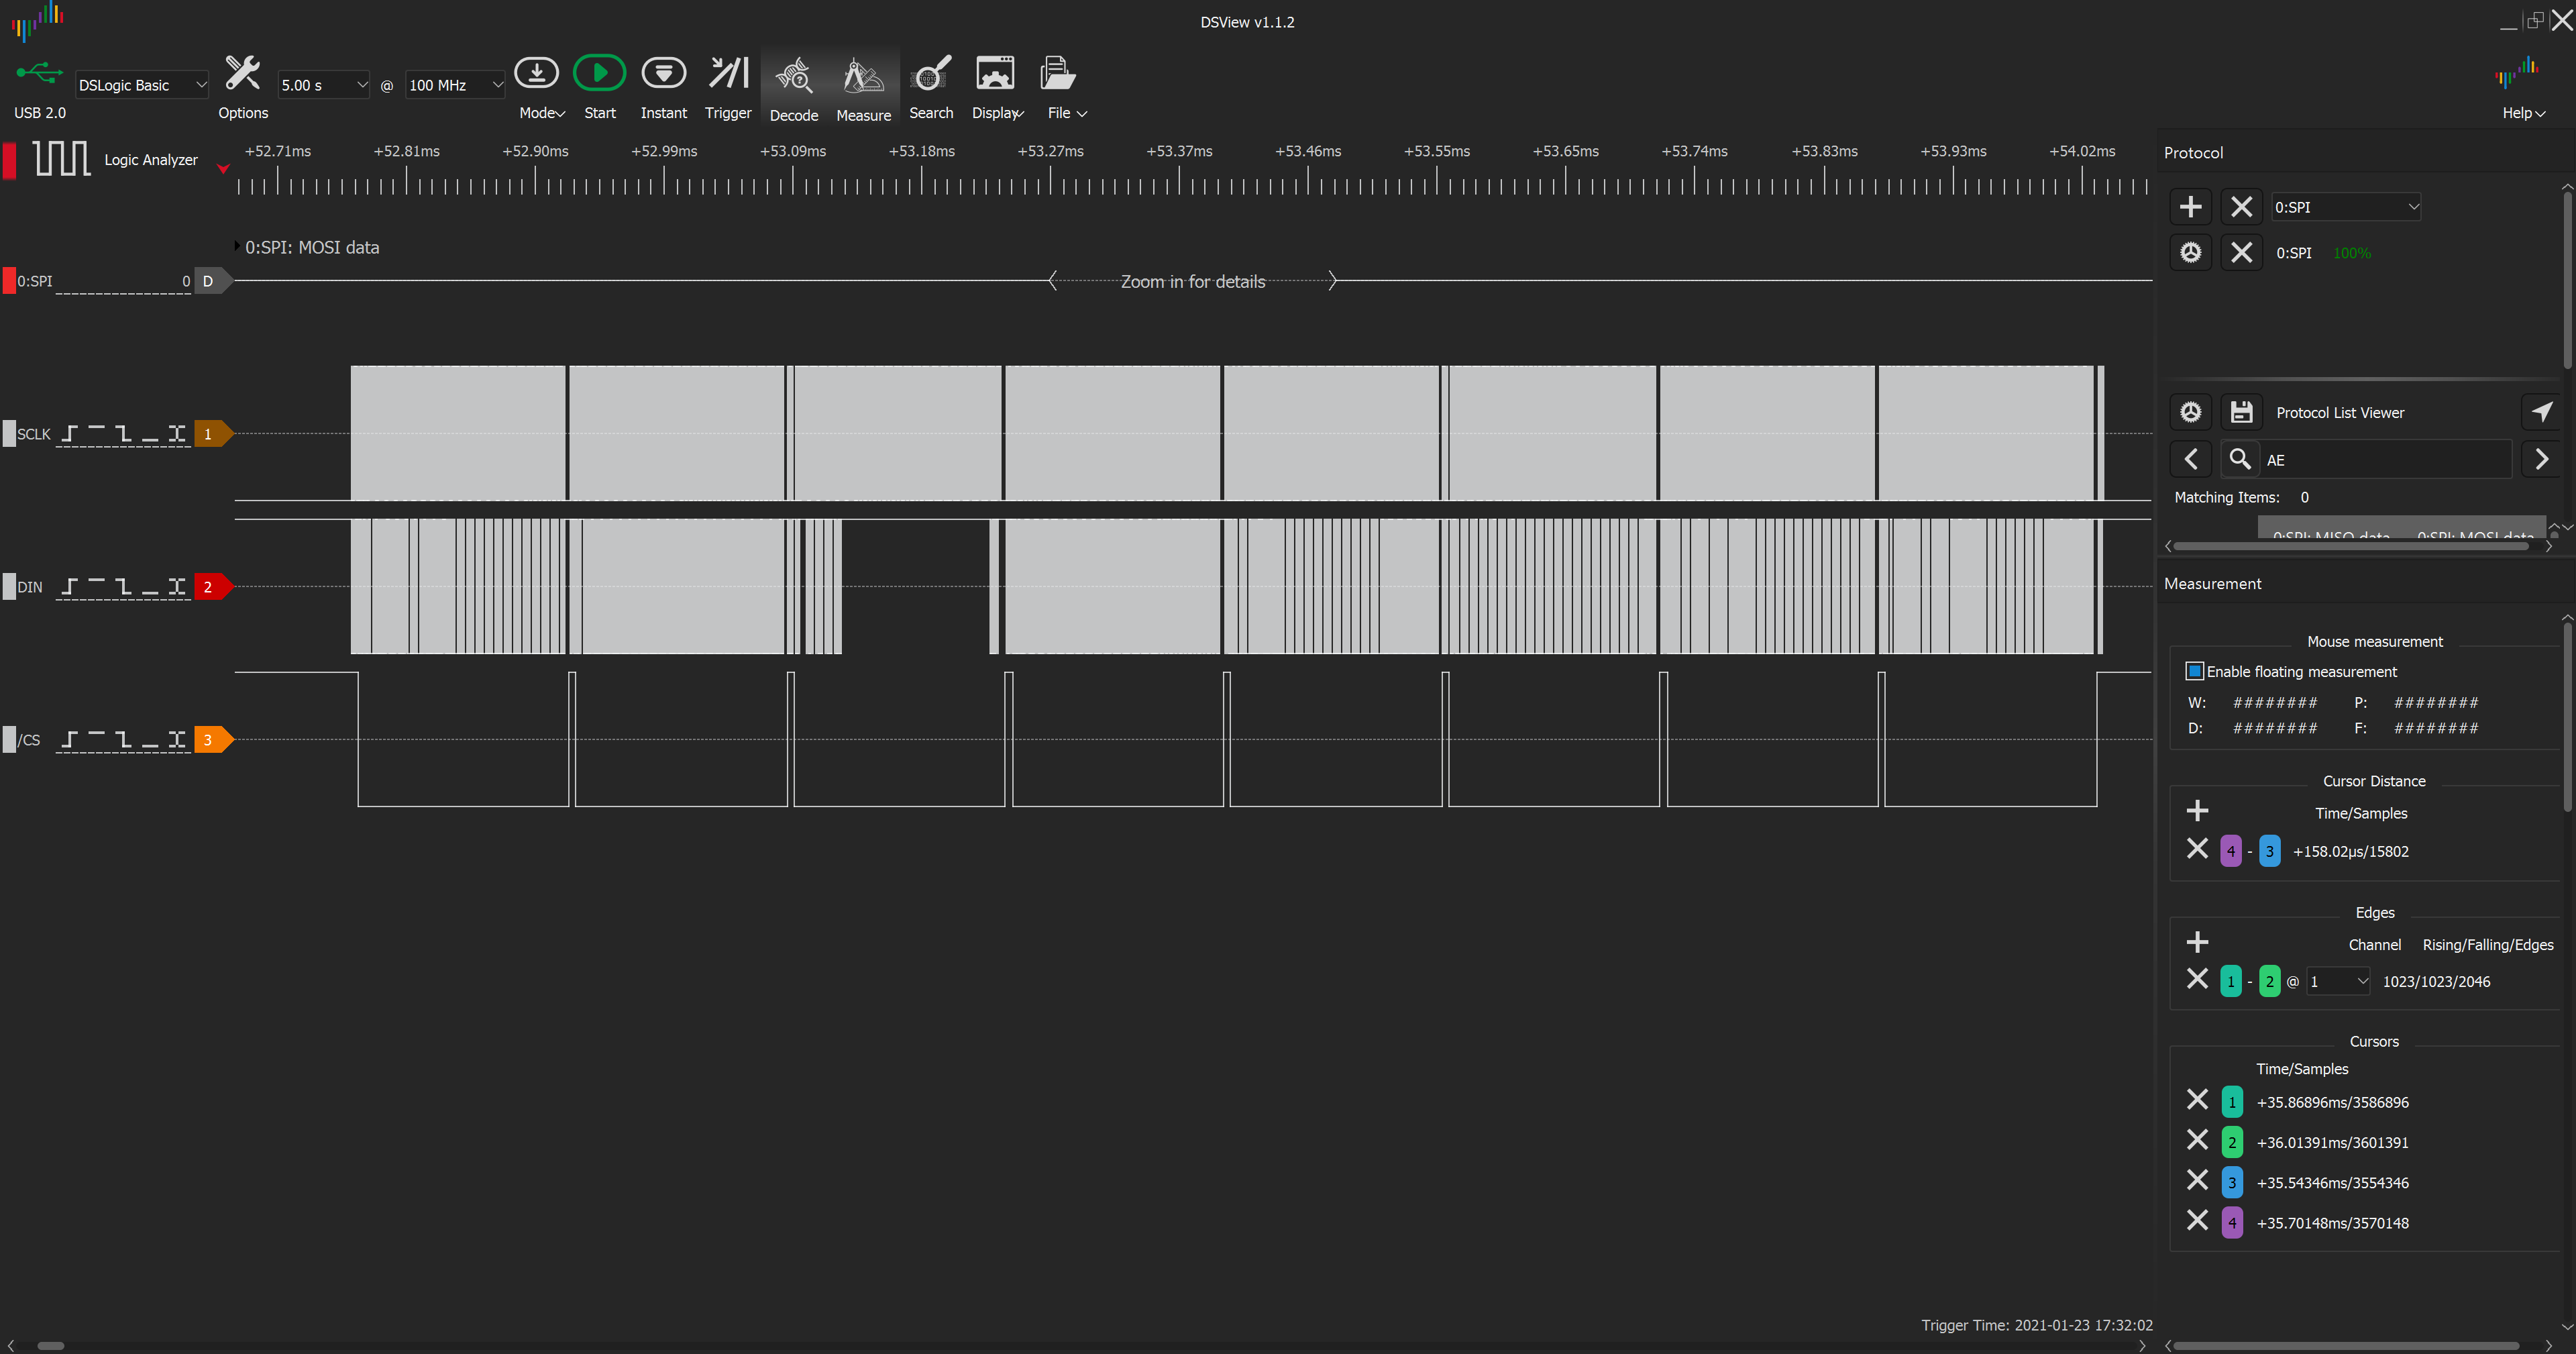 DSView v1.1.2
USB 2.0
DSLogic Basic
Options
5.00 s @ 100 MHz
Mode
Start
Instant
Trigger
Decode
Measure
Search
Display
File
Help
Logic Analyzer
+52.71ms +52.81ms +52.90ms +52.99ms +53.09ms +53.18ms +53.27ms +53.37ms +53.46ms +53.55ms +53.65ms +53.74ms +53.83ms +53.93ms +54.02ms
0:SPI: MOSI data
0:SPI 0 D
Zoom in for details
SCLK 1
DIN 2
/CS 3
Trigger Time: 2021-01-23 17:32:02
Protocol
0:SPI
0:SPI 100%
Protocol List Viewer
AE
Matching Items: 0
0:SPI: MISO data 0:SPI: MOSI data
Measurement
Mouse measurement
Enable floating measurement
W: ######## P: ########
D: ######## F: ########
Cursor Distance
Time/Samples
4 - 3 +158.02µs/15802
Edges
Channel Rising/Falling/Edges
1 - 2 @ 1 1023/1023/2046
Cursors
Time/Samples
1 +35.86896ms/3586896
2 +36.01391ms/3601391
3 +35.54346ms/3554346
4 +35.70148ms/3570148